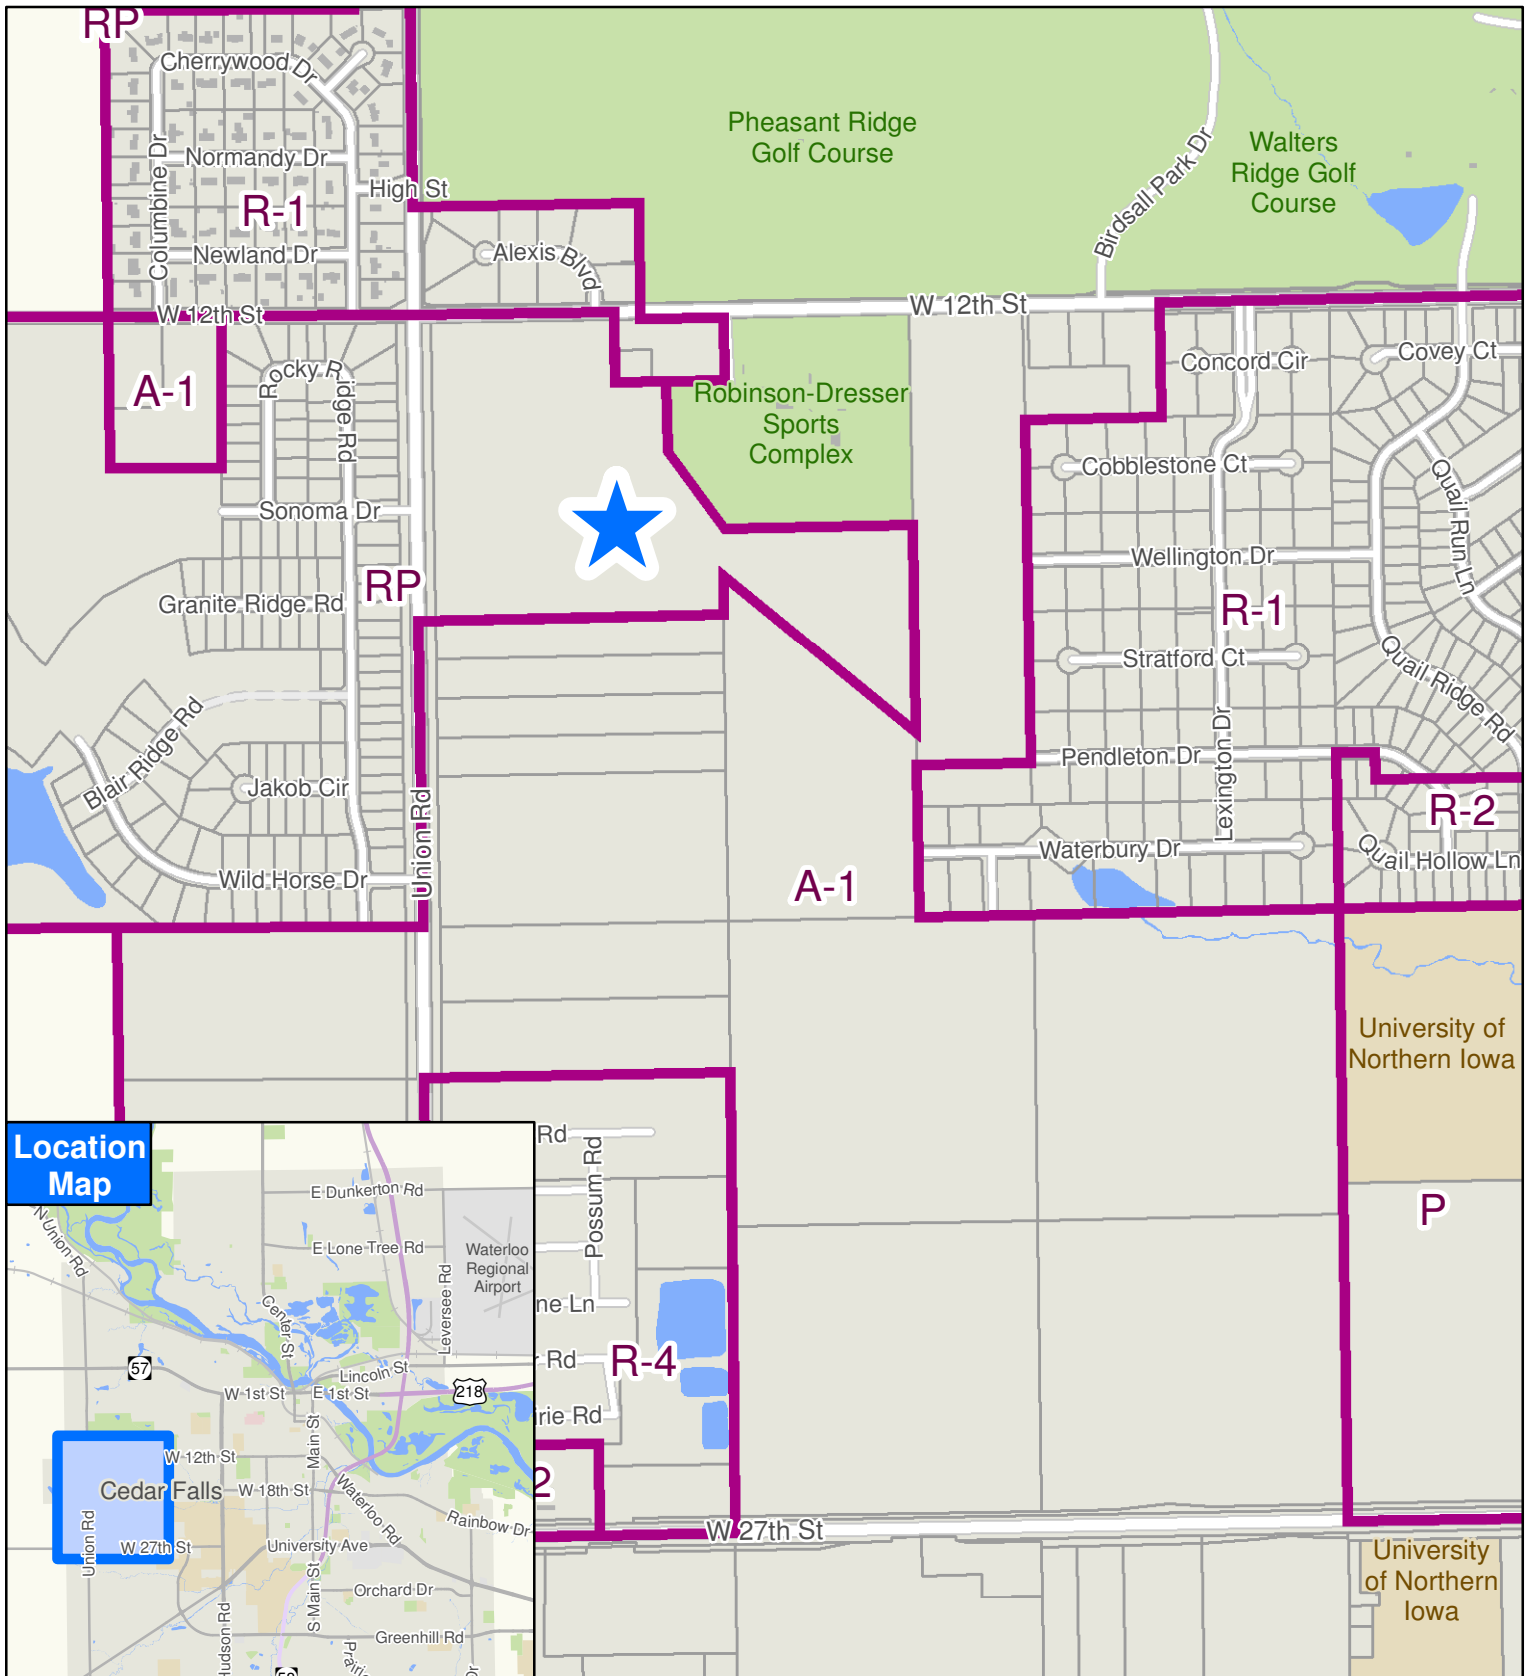 RP
Cherrywood Dr
Pheasant Ridge
Golf Course
Walters
Ridge Golf
Course
Columbine Dr
Normandy Dr
High St
Birdsall Park Dr
R-1
Newland Dr
Alexis Blvd
W 12th St
W 12th St
A-1
Rocky Ridge Rd
Robinson-Dresser
Sports
Complex
Concord Cir
Covey Ct
Cobblestone Ct
Quail Run Ln
Sonoma Dr
Wellington Dr
RP
Granite Ridge Rd
R-1
Stratford Ct
Quail Ridge Rd
Blair Ridge Rd
Jakob Cir
Union Rd
Pendleton Dr
Lexington Dr
R-2
Waterbury Dr
Quail Hollow Ln
Wild Horse Dr
A-1
University of
Northern Iowa
P
Rd
Possum Rd
ne Ln
Rd
R-4
irie Rd
2
W 27th St
University
of Northern
Iowa
Location
Map
N Union Rd
E Dunkerton Rd
E Lone Tree Rd
Waterloo
Regional
Airport
Leversee Rd
Center St
57
Lincoln St
W 1st St
E 1st St
218
Main St
W 12th St
Cedar Falls
W 18th St
Waterloo Rd
Rainbow Dr
Union Rd
W 27th St
University Ave
S Main St
Orchard Dr
Hudson Rd
Greenhill Rd
Prairi
Dr
58